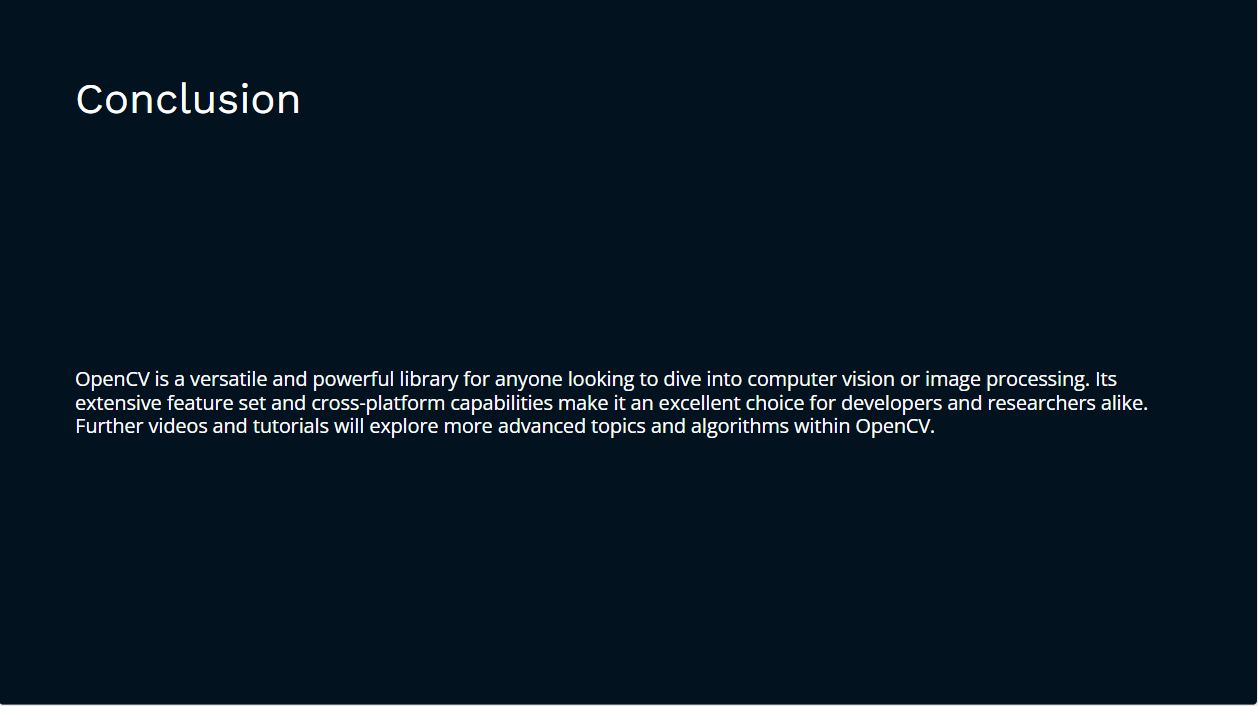 Conclusion
OpenCV is a versatile and powerful library for anyone looking to dive into computer vision or image processing. Its
extensive feature set and cross-platform capabilities make it an excellent choice for developers and researchers alike.
Further videos and tutorials will explore more advanced topics and algorithms within OpenCV.